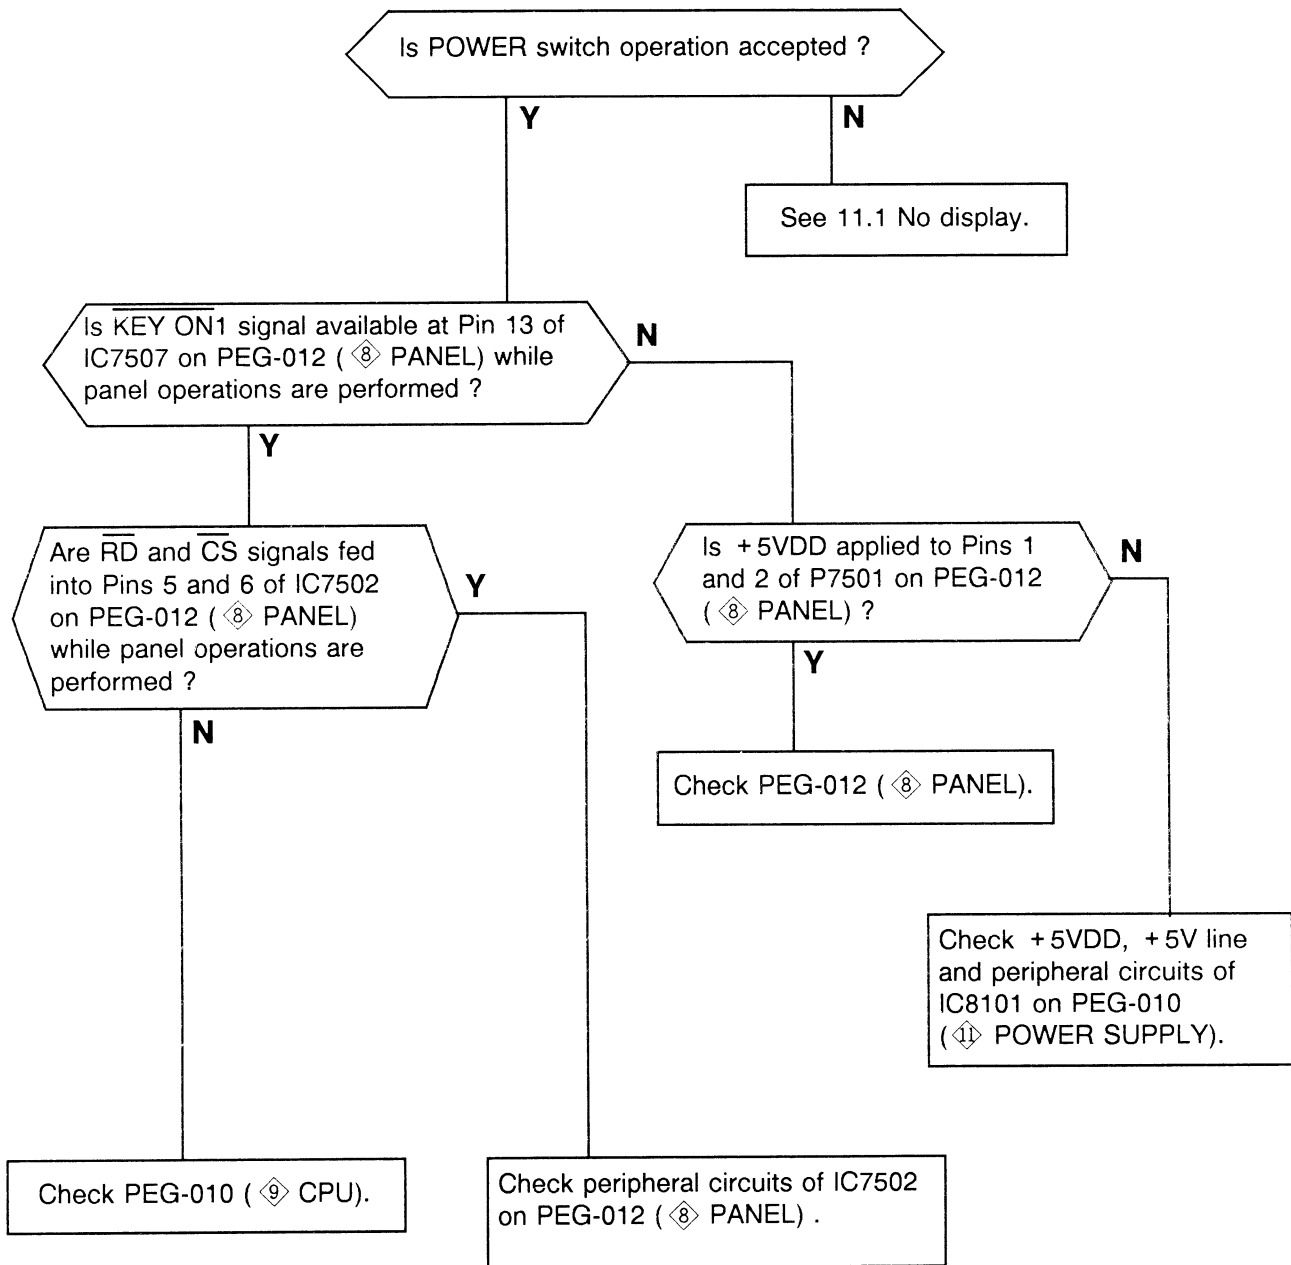 Is POWER switch operation accepted ?
Y
N
See 11.1 No display.
Is K̅E̅Y̅ O̅N̅1 signal available at Pin 13 of
IC7507 on PEG-012 ( ⑧ PANEL) while
panel operations are performed ?
N
Y
Are R̅D̅ and C̅S̅ signals fed
into Pins 5 and 6 of IC7502
on PEG-012 ( ⑧ PANEL)
while panel operations are
performed ?
Y
N
Is +5VDD applied to Pins 1
and 2 of P7501 on PEG-012
( ⑧ PANEL) ?
N
Y
Check PEG-012 ( ⑧ PANEL).
Check +5VDD, +5V line
and peripheral circuits of
IC8101 on PEG-010
( ⑪ POWER SUPPLY).
Check PEG-010 ( ⑨ CPU).
Check peripheral circuits of IC7502
on PEG-012 ( ⑧ PANEL) .